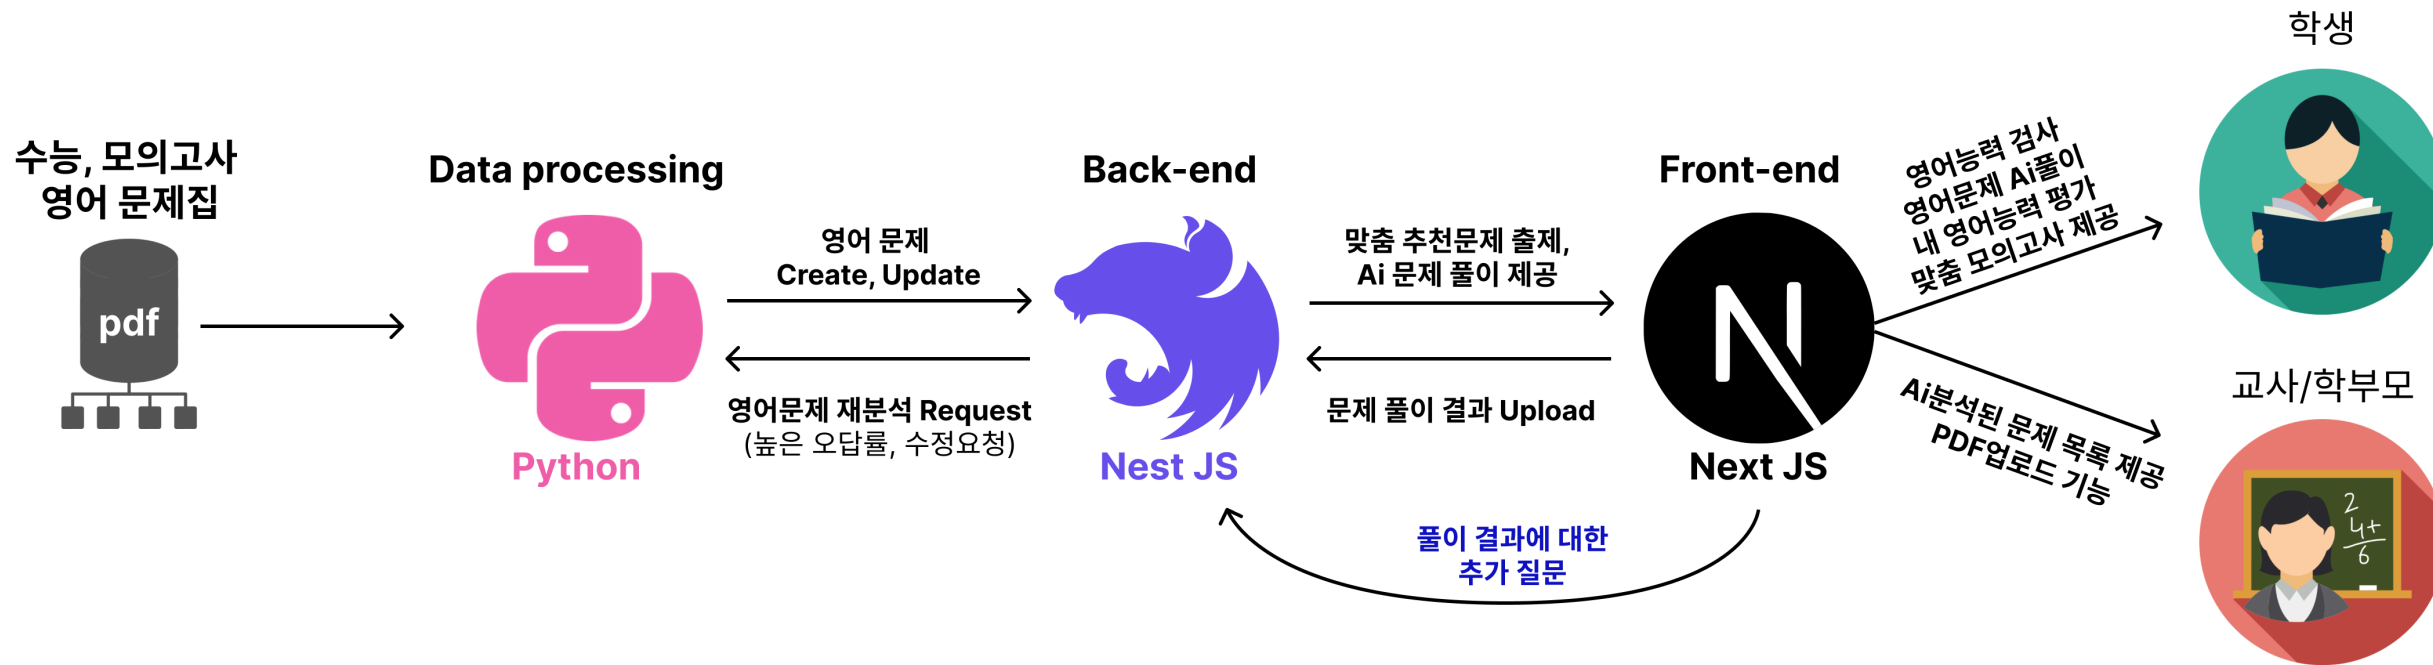 수능, 모의고사
영어 문제집
pdf
Data processing
Python
영어 문제
Create, Update
영어문제 재분석 Request
(높은 오답률, 수정요청)
Back-end
Nest JS
맞춤 추천문제 출제,
Ai 문제 풀이 제공
문제 풀이 결과 Upload
풀이 결과에 대한
추가 질문
Front-end
N
Next JS
영어능력 검사
영어문제 Ai풀이
내 영어능력 평가
맞춤 모의고사 제공
Ai분석된 문제 목록 제공
PDF업로드 기능
학생
교사/학부모
2
4+
6